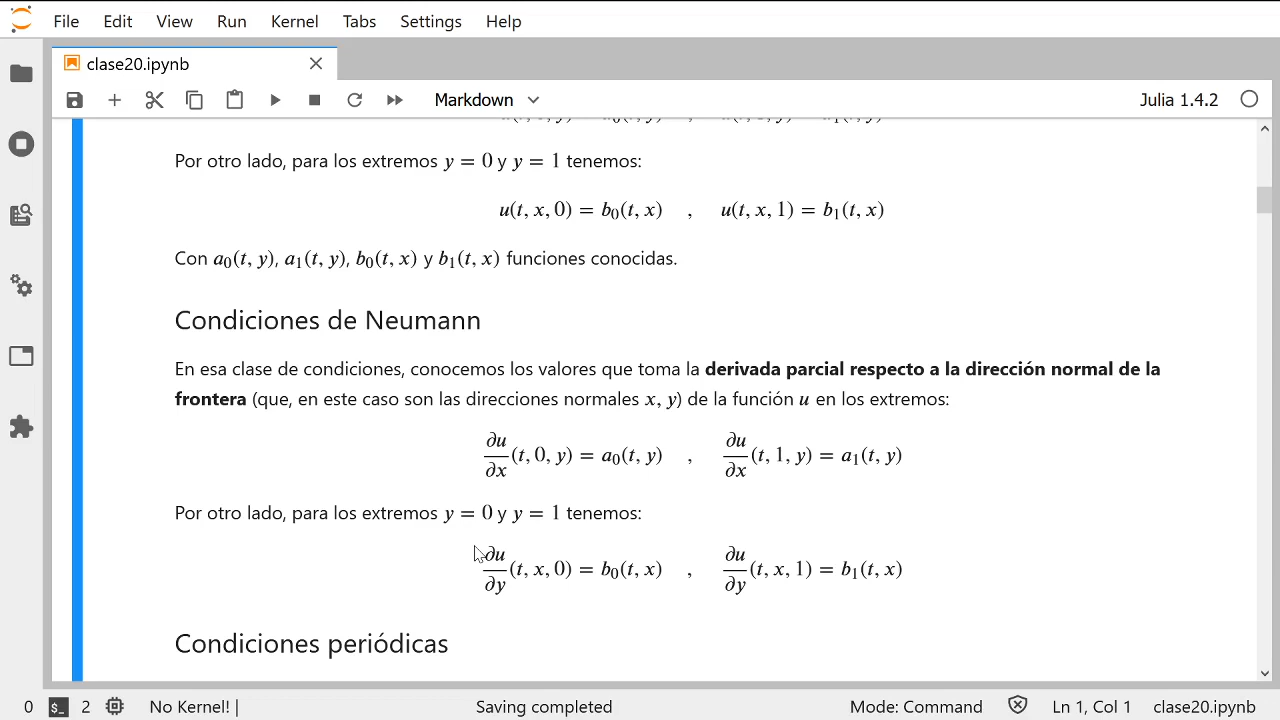 File Edit View Run Kernel Tabs Settings Help
clase20.ipynb
Markdown
Julia 1.4.2
Por otro lado, para los extremos y = 0 y y = 1 tenemos:
u(t, x, 0) = b₀(t, x) , u(t, x, 1) = b₁(t, x)
Con a₀(t, y), a₁(t, y), b₀(t, x) y b₁(t, x) funciones conocidas.
Condiciones de Neumann
En esa clase de condiciones, conocemos los valores que toma la derivada parcial respecto a la dirección normal de la
frontera (que, en este caso son las direcciones normales x, y) de la función u en los extremos:
∂u/∂x (t, 0, y) = a₀(t, y) , ∂u/∂x (t, 1, y) = a₁(t, y)
Por otro lado, para los extremos y = 0 y y = 1 tenemos:
∂u/∂y (t, x, 0) = b₀(t, x) , ∂u/∂y (t, x, 1) = b₁(t, x)
Condiciones periódicas
0 $_ 2 No Kernel! | Saving completed Mode: Command Ln 1, Col 1 clase20.ipynb